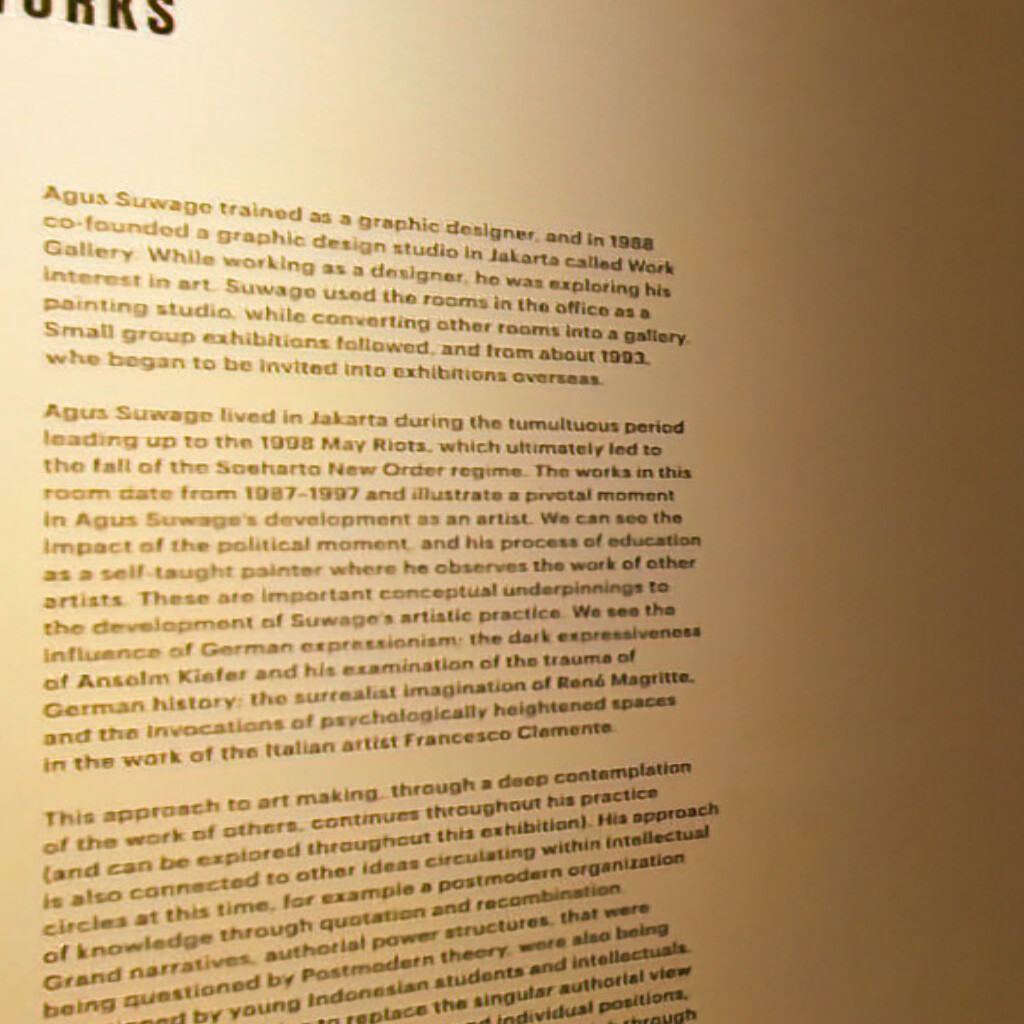 ORKS
Agus Suwage trained as a graphic designer, and in 1988
co-founded a graphic design studio in Jakarta called Work
Gallery. While working as a designer, he was exploring his
interest in art. Suwage used the rooms in the office as a
painting studio, while converting other rooms into a gallery.
Small group exhibitions followed, and from about 1993,
who began to be invited into exhibitions overseas.
Agus Suwage lived in Jakarta during the tumultuous period
leading up to the 1998 May Riots, which ultimately led to
the fall of the Soeharto New Order regime. The works in this
room date from 1987-1997 and illustrate a pivotal moment
in Agus Suwage's development as an artist. We can see the
impact of the political moment, and his process of education
as a self-taught painter where he observes the work of other
artists. These are important conceptual underpinnings to
the development of Suwage's artistic practice. We see the
influence of German expressionism; the dark expressiveness
of Anselm Kiefer and his examination of the trauma of
German history; the surrealist imagination of René Magritte,
and the invocations of psychologically heightened spaces
in the work of the Italian artist Francesco Clemente.
This approach to art making, through a deep contemplation
of the work of others, continues throughout his practice
(and can be explored throughout this exhibition). His approach
is also connected to other ideas circulating within intellectual
circles at this time, for example a postmodern organization
of knowledge through quotation and recombination.
Grand narratives, authorial power structures, that were
being questioned by Postmodern theory, were also being
by young Indonesian students and intellectuals.
to replace the singular authorial view
individual positions,
through